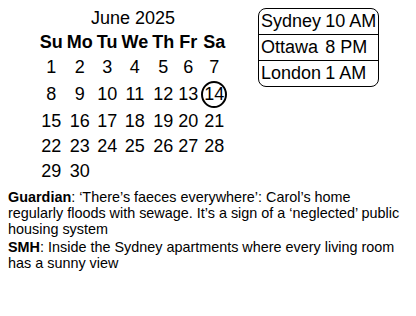 June 2025
Su Mo Tu We Th Fr Sa
1 2 3 4 5 6 7
8 9 10 11 12 13 14
15 16 17 18 19 20 21
22 23 24 25 26 27 28
29 30
Sydney 10 AM
Ottawa 8 PM
London 1 AM
Guardian: ‘There’s faeces everywhere’: Carol’s home
regularly floods with sewage. It’s a sign of a ‘neglected’ public
housing system
SMH: Inside the Sydney apartments where every living room
has a sunny view